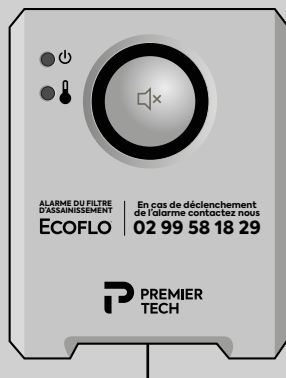 ALARME DU FILTRE
D'ASSAINISSEMENT
ECOFLO
En cas de déclenchement
de l'alarme contactez nous
02 99 58 18 29
PREMIER
TECH